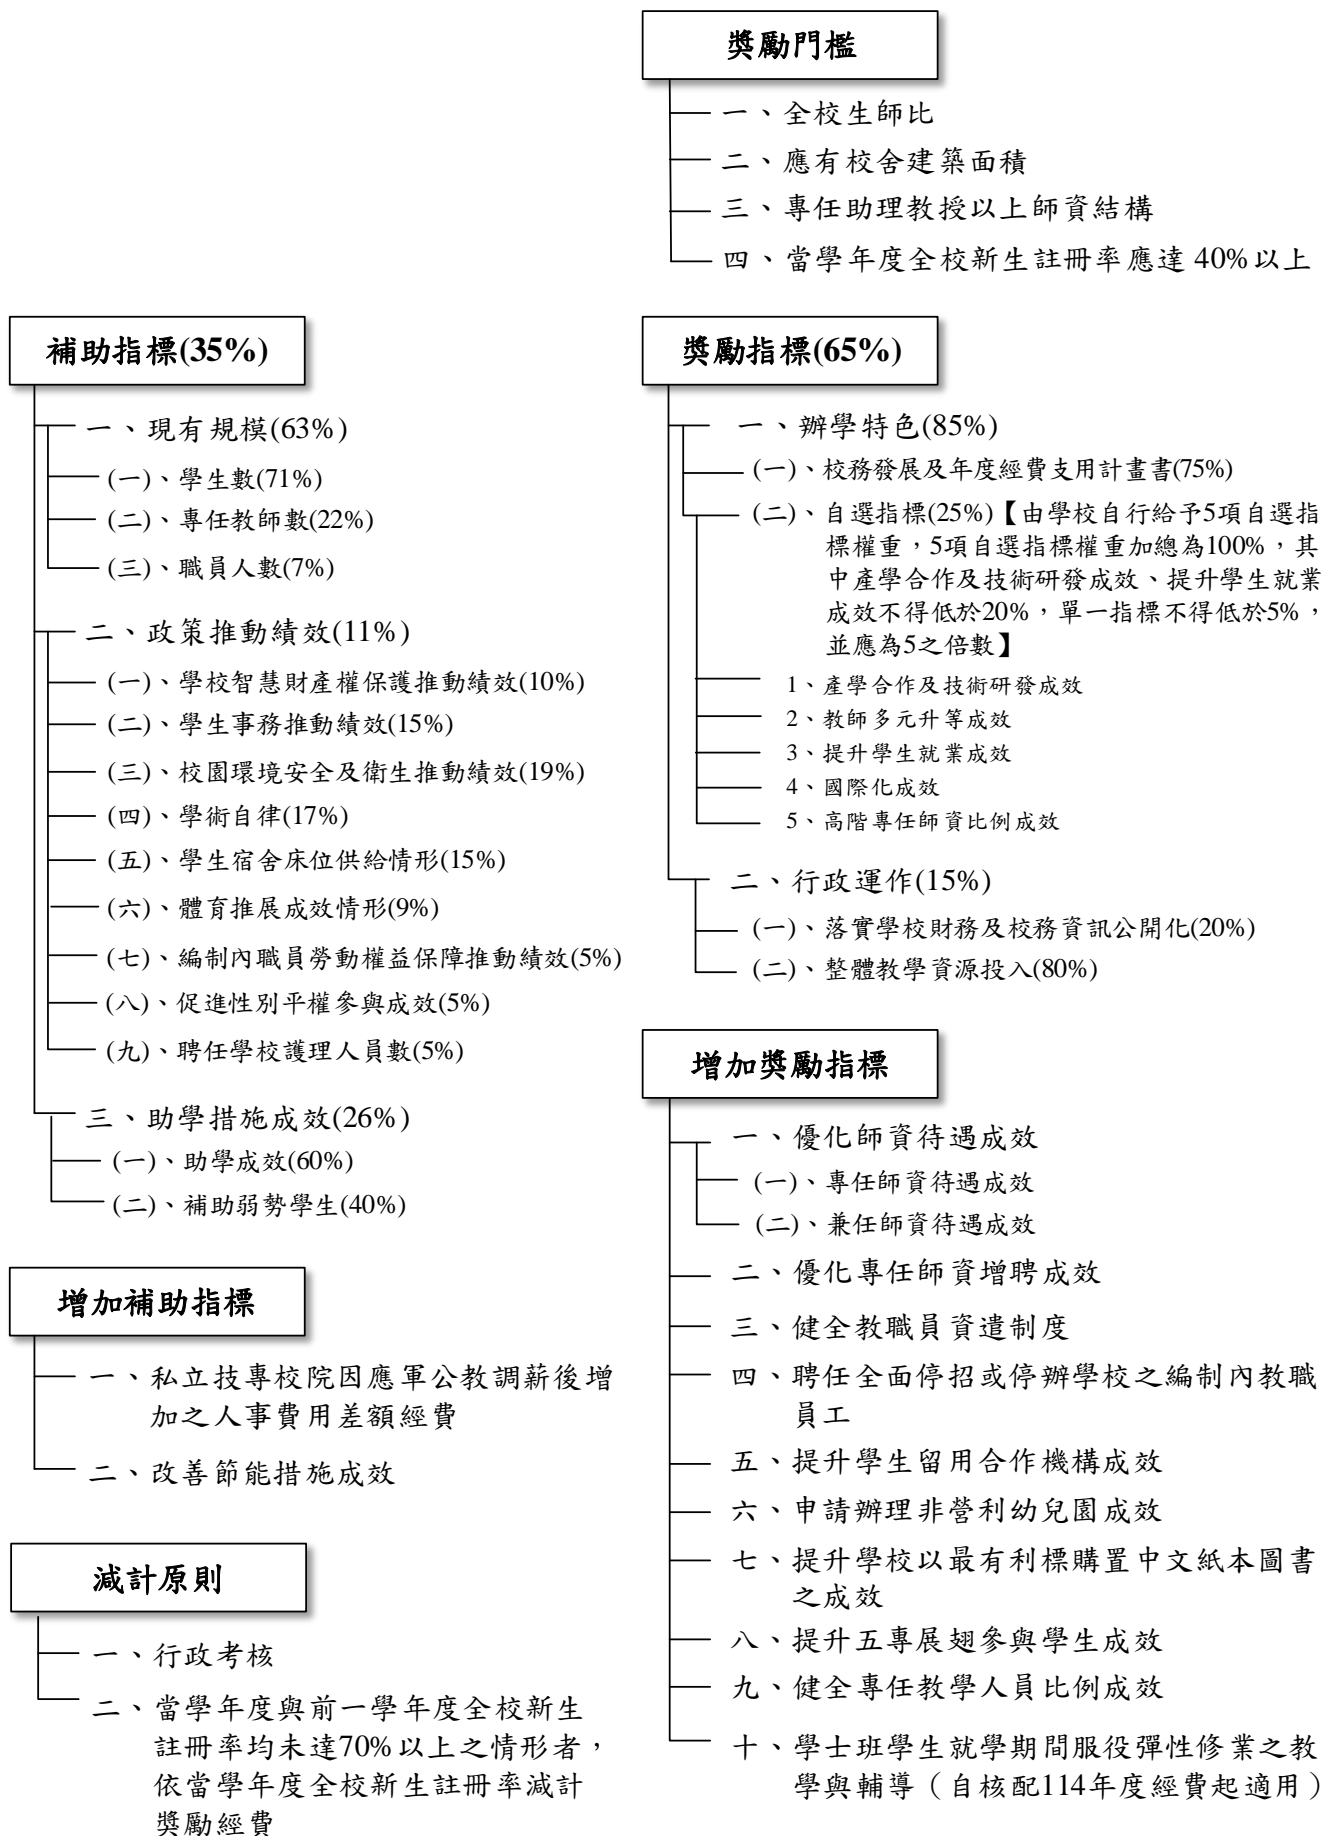 獎勵門檻
一、全校生師比
二、應有校舍建築面積
三、專任助理教授以上師資結構
四、當學年度全校新生註冊率應達 40%以上
補助指標(35%)
一、現有規模(63%)
(一)、學生數(71%)
(二)、專任教師數(22%)
(三)、職員人數(7%)
二、政策推動績效(11%)
(一)、學校智慧財產權保護推動績效(10%)
(二)、學生事務推動績效(15%)
(三)、校園環境安全及衛生推動績效(19%)
(四)、學術自律(17%)
(五)、學生宿舍床位供給情形(15%)
(六)、體育推展成效情形(9%)
(七)、編制內職員勞動權益保障推動績效(5%)
(八)、促進性別平權參與成效(5%)
(九)、聘任學校護理人員數(5%)
三、助學措施成效(26%)
(一)、助學成效(60%)
(二)、補助弱勢學生(40%)
增加補助指標
一、私立技專校院因應軍公教調薪後增
加之人事費用差額經費
二、改善節能措施成效
減計原則
一、行政考核
二、當學年度與前一學年度全校新生
註冊率均未達70%以上之情形者，
依當學年度全校新生註冊率減計
獎勵經費
獎勵指標(65%)
一、辦學特色(85%)
(一)、校務發展及年度經費支用計畫書(75%)
(二)、自選指標(25%)【由學校自行給予5項自選指
標權重，5項自選指標權重加總為100%，其
中產學合作及技術研發成效、提升學生就業
成效不得低於20%，單一指標不得低於5%，
並應為5之倍數】
1、產學合作及技術研發成效
2、教師多元升等成效
3、提升學生就業成效
4、國際化成效
5、高階專任師資比例成效
二、行政運作(15%)
(一)、落實學校財務及校務資訊公開化(20%)
(二)、整體教學資源投入(80%)
增加獎勵指標
一、優化師資待遇成效
(一)、專任師資待遇成效
(二)、兼任師資待遇成效
二、優化專任師資增聘成效
三、健全教職員資遣制度
四、聘任全面停招或停辦學校之編制內教職
員工
五、提升學生留用合作機構成效
六、申請辦理非營利幼兒園成效
七、提升學校以最有利標購置中文紙本圖書
之成效
八、提升五專展翅參與學生成效
九、健全專任教學人員比例成效
十、學士班學生就學期間服役彈性修業之教
學與輔導（自核配114年度經費起適用）